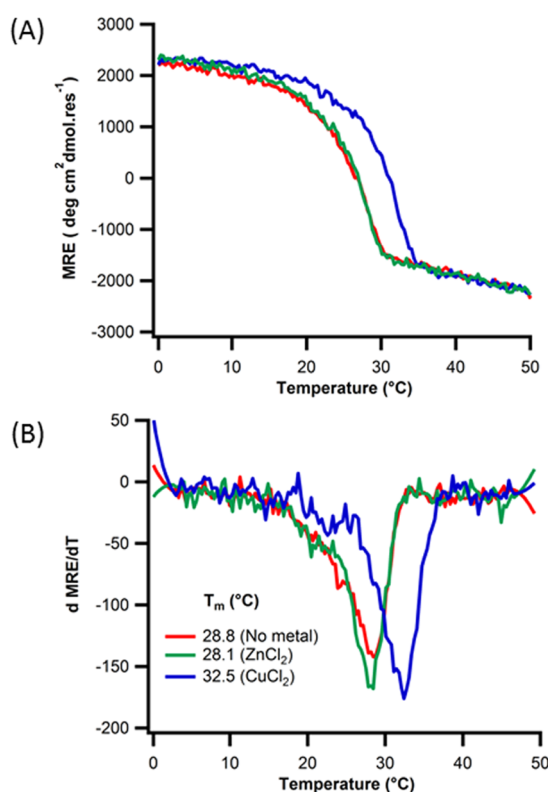 (A)
3000
2000
1000
0
-1000
-2000
-3000
MRE ( deg cm²dmol.res⁻¹)
0 10 20 30 40 50
Temperature (°C)
(B)
50
0
-50
-100
-150
-200
d MRE/dT
Tm (°C)
28.8 (No metal)
28.1 (ZnCl₂)
32.5 (CuCl₂)
0 10 20 30 40 50
Temperature (°C)